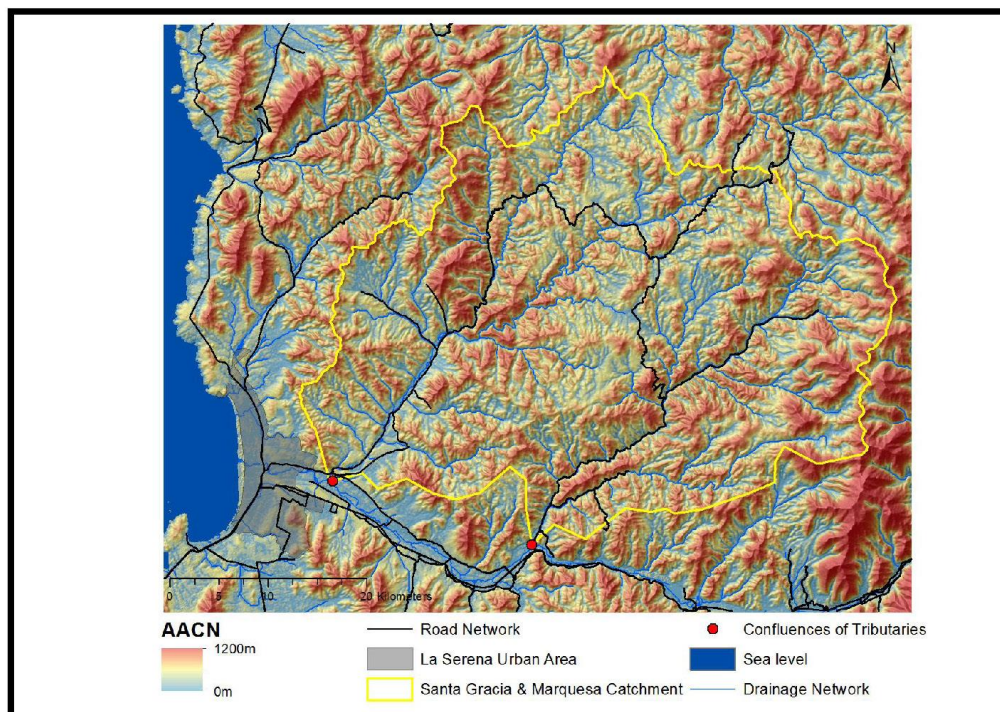 N
0 5 10 20 Kilometers
AACN
1200m
0m
Road Network
La Serena Urban Area
Santa Gracia & Marquesa Catchment
Confluences of Tributaries
Sea level
Drainage Network